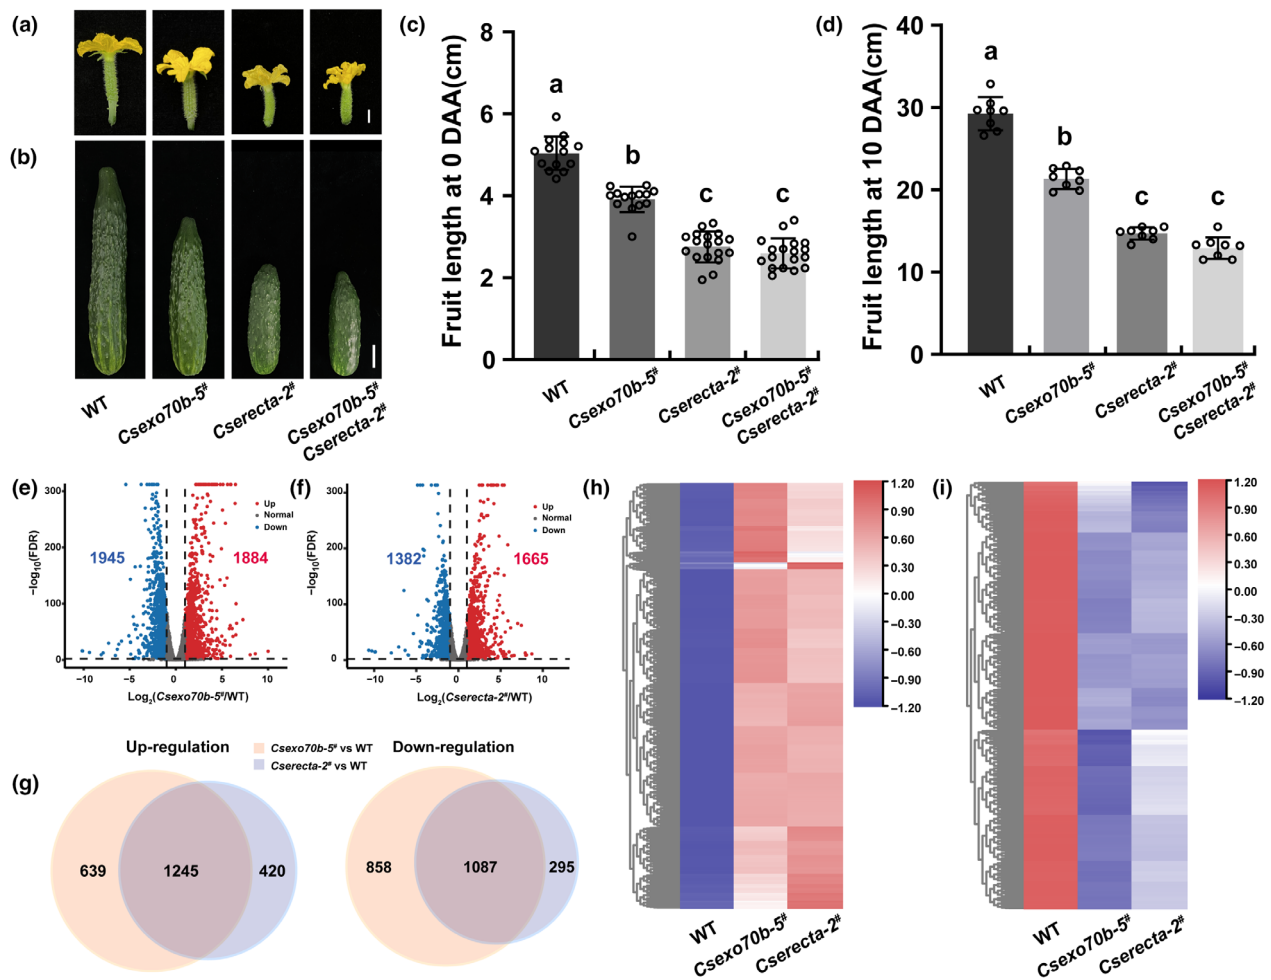 (a)
(b)
WT
Csexo70b-5#
Cserecta-2#
Csexo70b-5#
Cserecta-2#
(c)
Fruit length at 0 DAA(cm)
8
6
4
2
0
a
b
c
c
WT
Csexo70b-5#
Cserecta-2#
Csexo70b-5#
Cserecta-2#
(d)
Fruit length at 10 DAA(cm)
40
30
20
10
0
a
b
c
c
WT
Csexo70b-5#
Cserecta-2#
Csexo70b-5#
Cserecta-2#
(e)
−log10(FDR)
300
200
100
0
1945
1884
Up
Normal
Down
−10
−5
0
5
10
Log2(Csexo70b-5#/WT)
(f)
−log10(FDR)
300
200
100
0
1382
1665
Up
Normal
Down
−10
−5
0
5
10
Log2(Cserecta-2#/WT)
(g)
Up-regulation
Down-regulation
Csexo70b-5# vs WT
Cserecta-2# vs WT
639
1245
420
858
1087
295
(h)
1.20
0.90
0.60
0.30
0.00
−0.30
−0.60
−0.90
−1.20
WT
Csexo70b-5#
Cserecta-2#
(i)
1.20
0.90
0.60
0.30
0.00
−0.30
−0.60
−0.90
−1.20
WT
Csexo70b-5#
Cserecta-2#